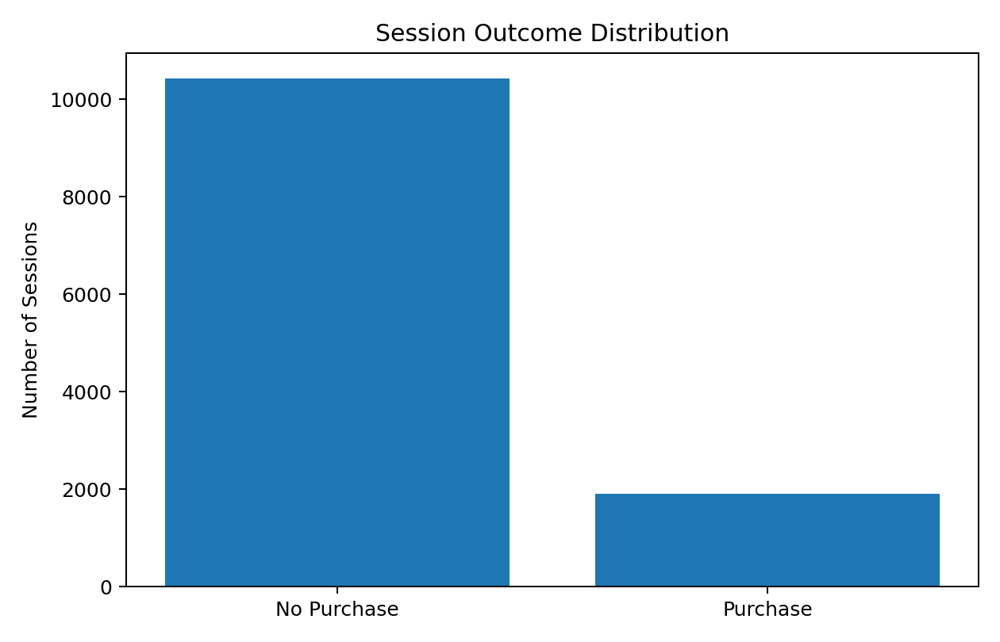 Session Outcome Distribution
Number of Sessions
10000
8000
6000
4000
2000
0
No Purchase
Purchase